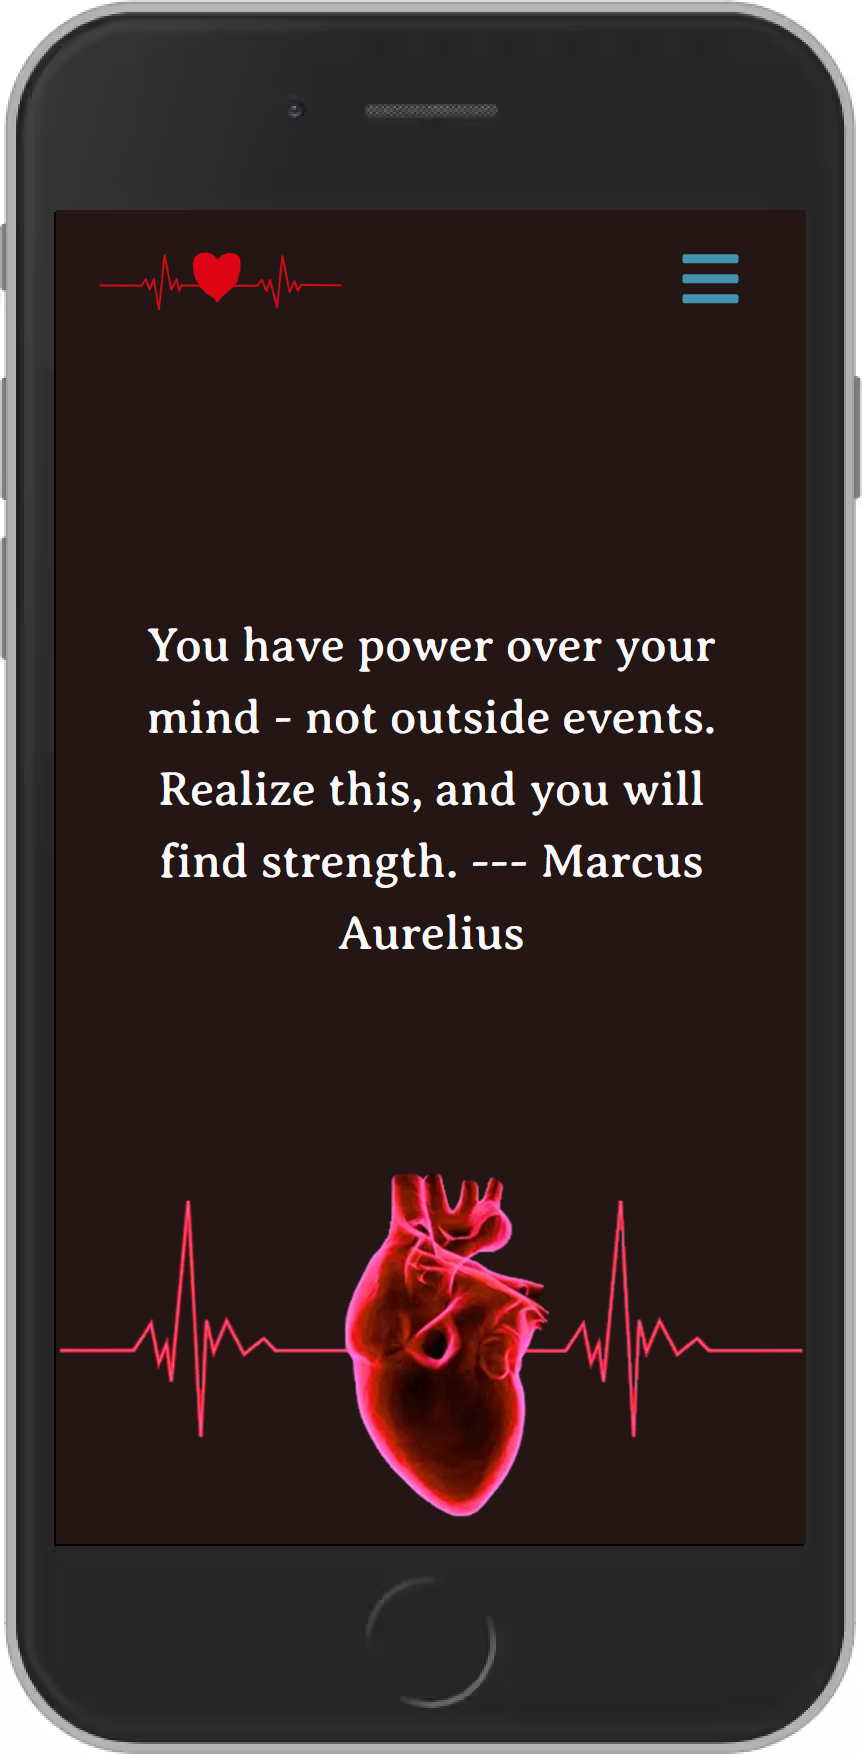 You have power over your
mind - not outside events.
Realize this, and you will
find strength. --- Marcus
Aurelius